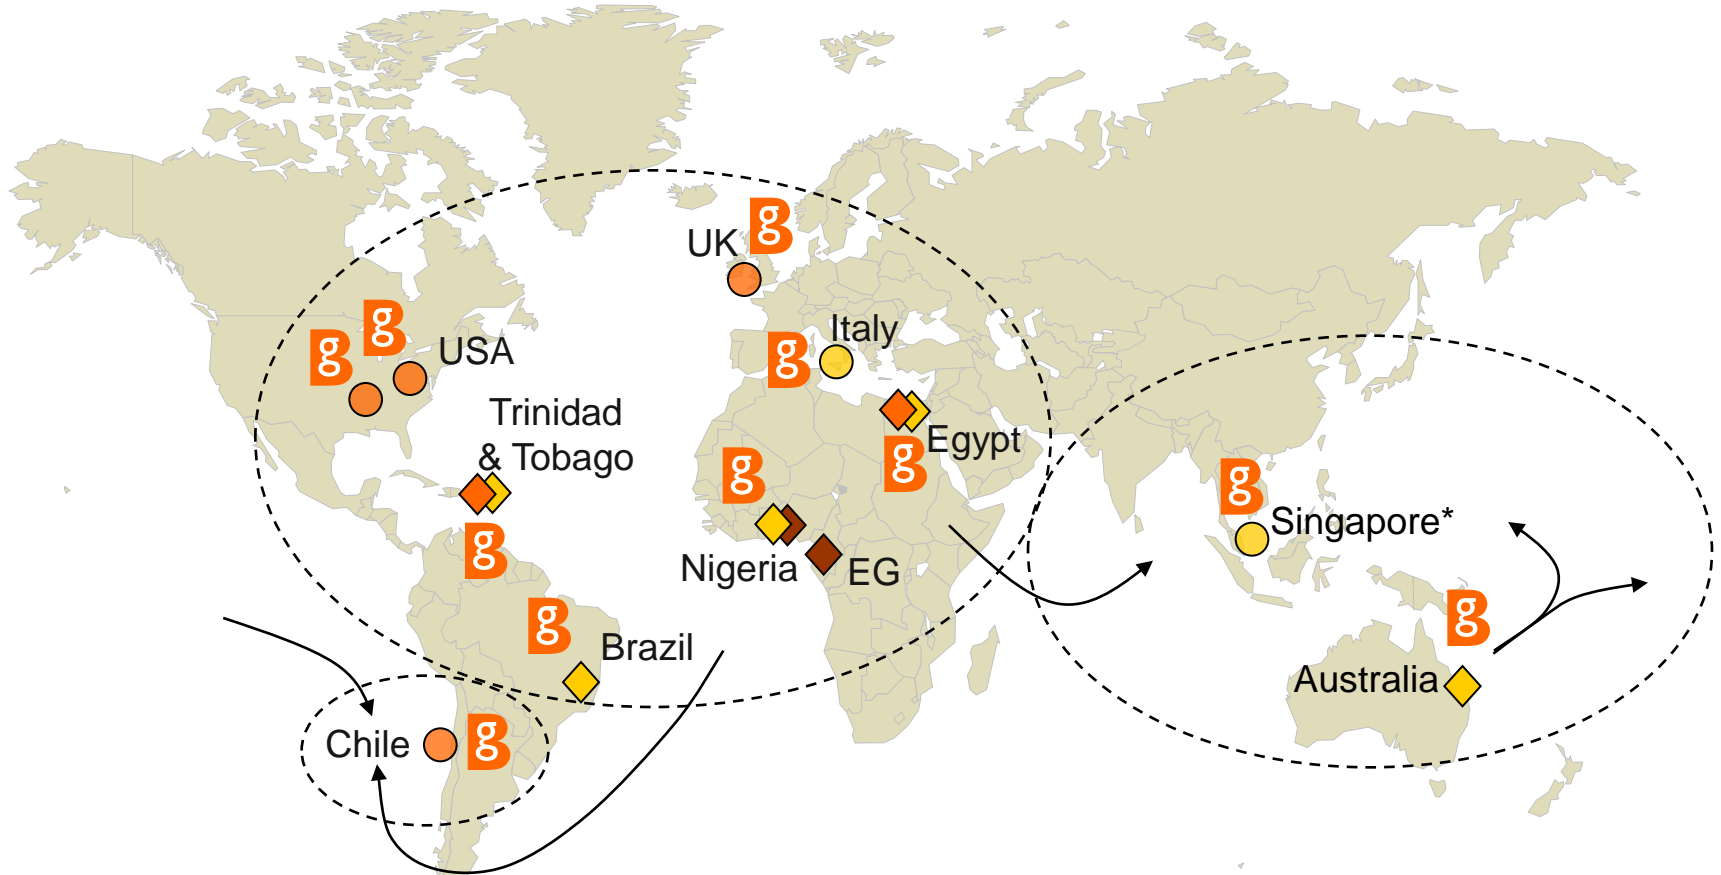 g
UK
g
g
Italy
g
USA
Trinidad
& Tobago
g
Egypt
g
g
Singapore*
g
Nigeria
EG
g
g
Brazil
Australia
Chile
g